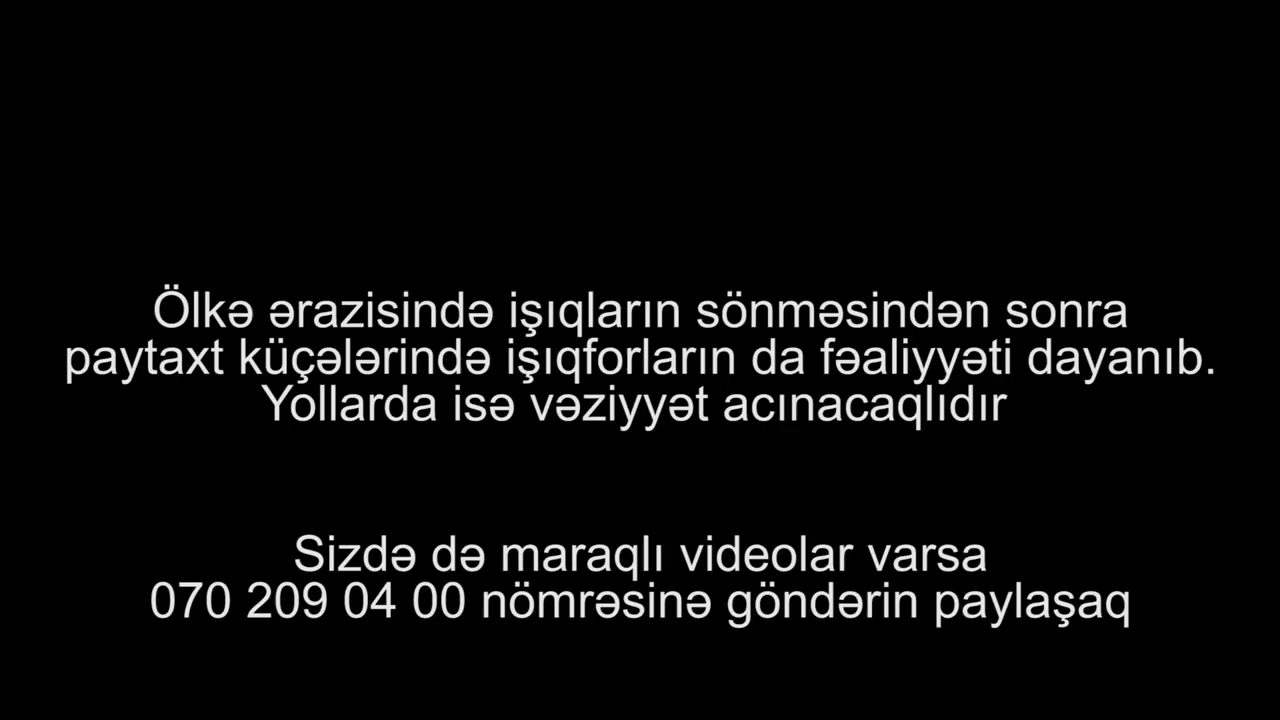 Ölkə ərazisində işıqların sönməsindən sonra
paytaxt küçələrində işıqforların da fəaliyyəti dayanıb.
Yollarda isə vəziyyət acınacaqlıdır
Sizdə də maraqlı videolar varsa
070 209 04 00 nömrəsinə göndərin paylaşaq